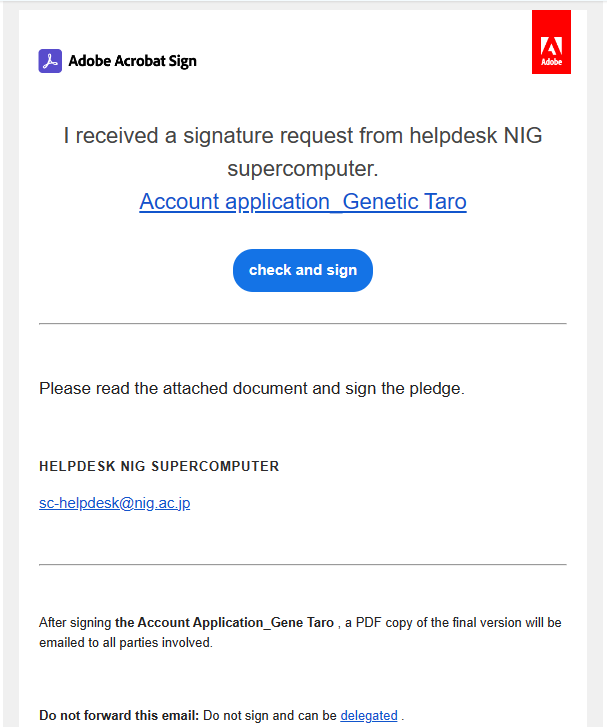 Adobe Acrobat Sign
Adobe
I received a signature request from helpdesk NIG
supercomputer.
Account application_Genetic Taro
check and sign
Please read the attached document and sign the pledge.
HELPDESK NIG SUPERCOMPUTER
sc-helpdesk@nig.ac.jp
After signing the Account Application_Gene Taro , a PDF copy of the final version will be
emailed to all parties involved.
Do not forward this email: Do not sign and can be delegated .